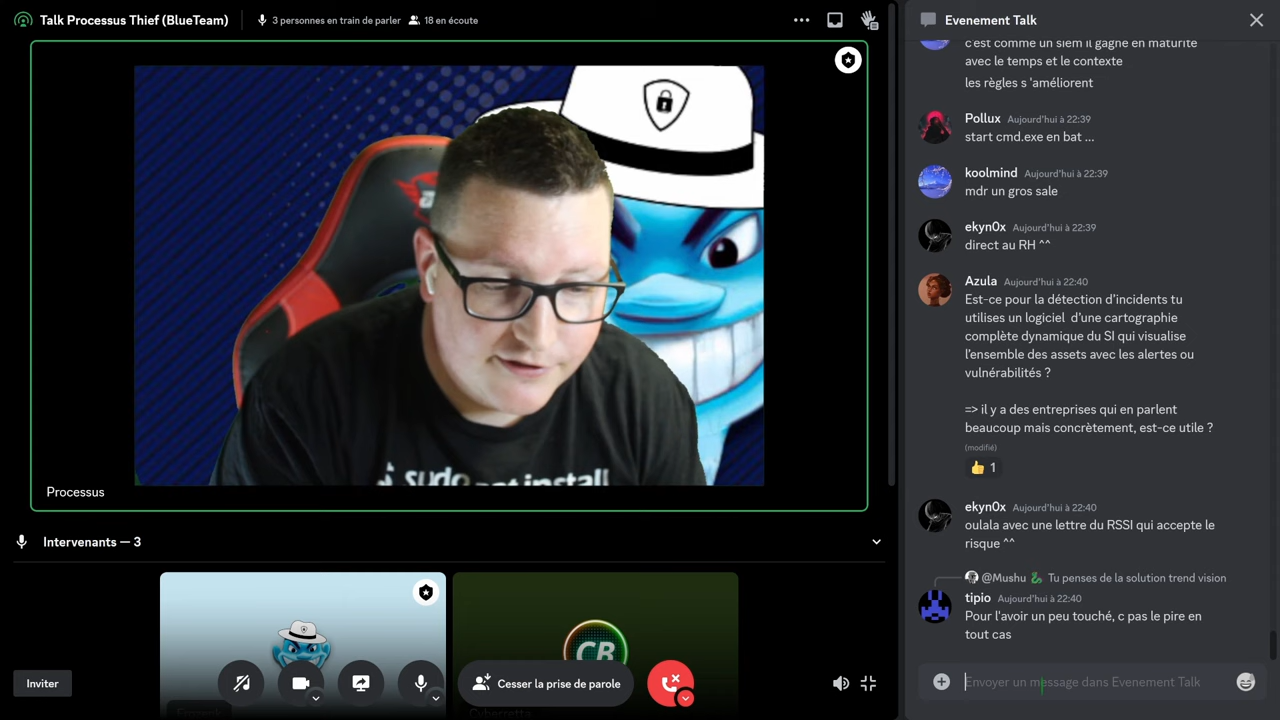 Talk Processus Thief (BlueTeam)
3 personnes en train de parler
18 en écoute
sudo apt install
Processus
Intervenants — 3
CB
Inviter
Cesser la prise de parole
Evenement Talk
c'est comme un siem il gagne en maturité
avec le temps et le contexte
les règles s 'améliorent
Pollux Aujourd'hui à 22:39
start cmd.exe en bat ...
koolmind Aujourd'hui à 22:39
mdr un gros sale
ekyn0x Aujourd'hui à 22:39
direct au RH ^^
Azula Aujourd'hui à 22:40
Est-ce pour la détection d'incidents tu
utilises un logiciel d'une cartographie
complète dynamique du SI qui visualise
l'ensemble des assets avec les alertes ou
vulnérabilités ?
=> il y a des entreprises qui en parlent
beaucoup mais concrètement, est-ce utile ?
(modifié)
👍 1
ekyn0x Aujourd'hui à 22:40
oulala avec une lettre du RSSI qui accepte le
risque ^^
@Mushu 🐉 Tu penses de la solution trend vision
tipio Aujourd'hui à 22:40
Pour l'avoir un peu touché, c pas le pire en
tout cas
Envoyer un message dans Evenement Talk